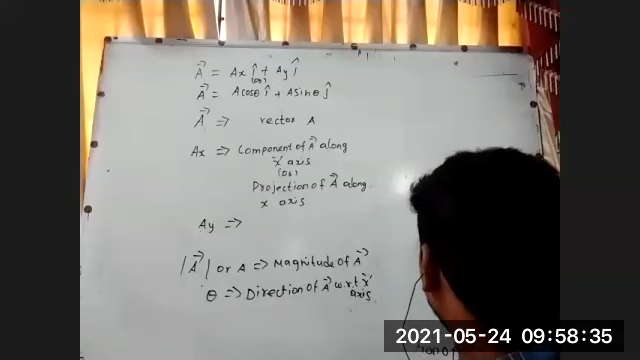 A⃗ = Ax î + Ay ĵ
(or)
A⃗ = Acosθ î + Asinθ ĵ
A⃗ => vector A
Ax => Component of A⃗ along
'x' axis
(or)
Projection of A⃗ along
x axis
Ay =>
|A⃗| or A => Magnitude of A⃗
θ => Direction of A⃗ w.r.t 'x'
axis
2021-05-24 09:58:35